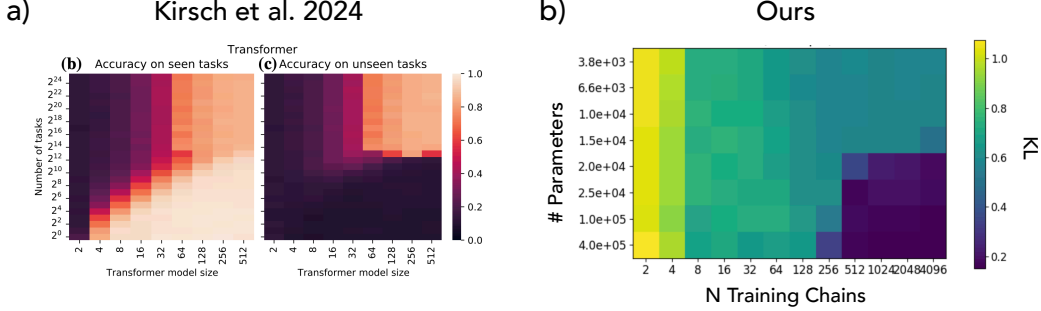 a)
Kirsch et al. 2024
Transformer
(b) Accuracy on seen tasks
(c) Accuracy on unseen tasks
Number of tasks
2^24
2^22
2^20
2^18
2^16
2^14
2^12
2^10
2^8
2^6
2^4
2^2
2^0
2 4 8 16 32 64 128 256 512
Transformer model size
2 4 8 16 32 64 128 256 512
Transformer model size
1.0
0.8
0.6
0.4
0.2
0.0
b)
Ours
# Parameters
3.8e+03
6.6e+03
1.0e+04
1.5e+04
2.0e+04
2.5e+04
1.0e+05
4.0e+05
2 4 8 16 32 64 128 256 512 1024 2048 4096
N Training Chains
1.0
0.8
0.6
0.4
0.2
KL